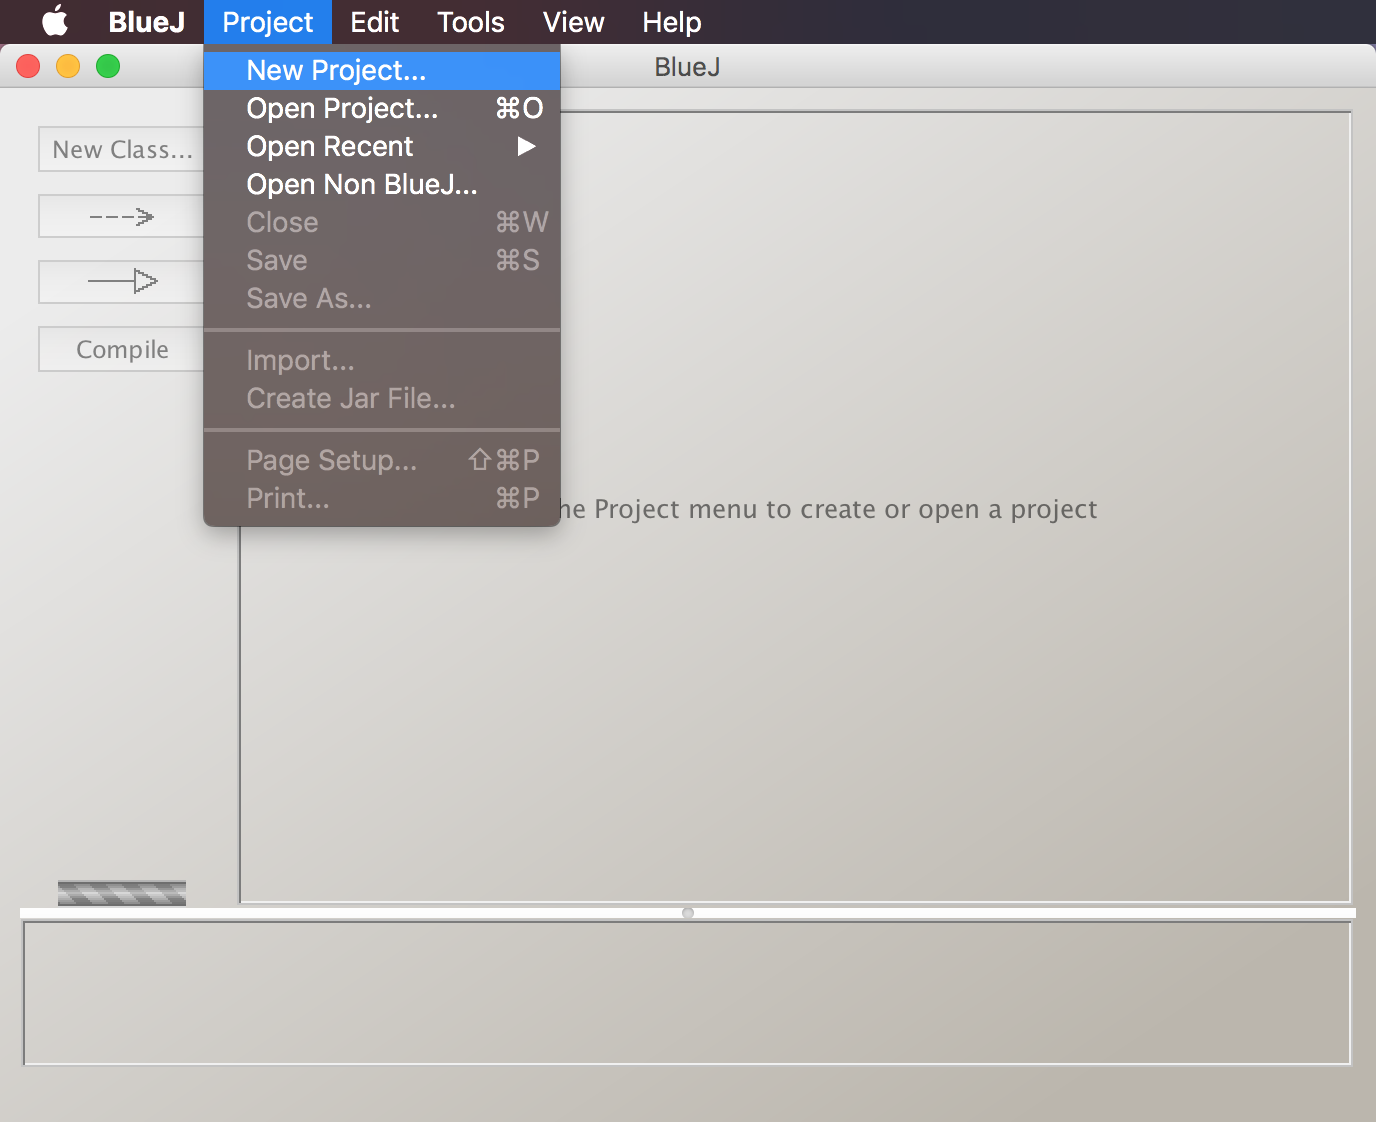 BlueJ Project Edit Tools View Help
BlueJ
New Project...
Open Project... ⌘O
Open Recent ▶
Open Non BlueJ...
Close ⌘W
Save ⌘S
Save As...
Import...
Create Jar File...
Page Setup... ⇧⌘P
Print... ⌘P
New Class...
Compile
Project menu to create or open a project